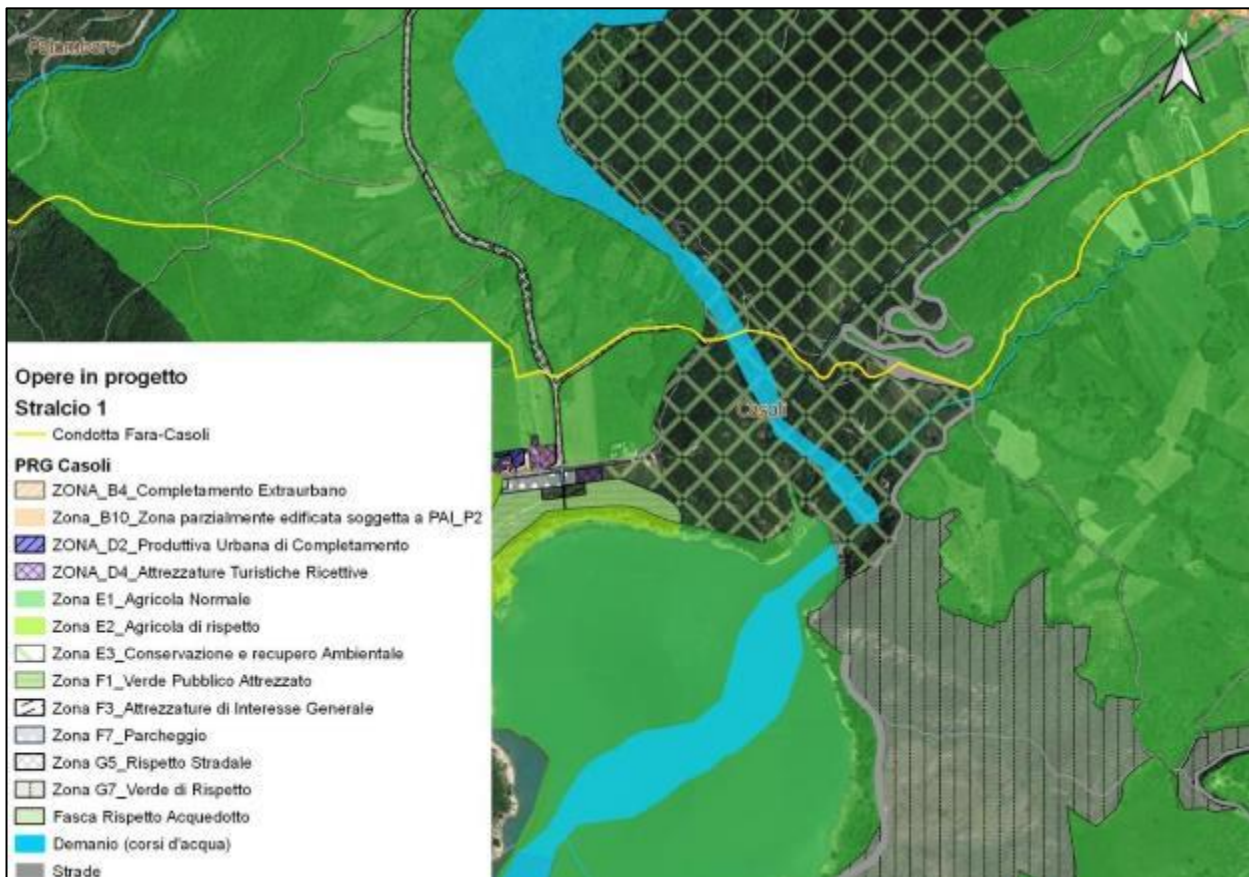 Palombaro
N
Casoli
Opere in progetto
Stralcio 1
Condotta Fara-Casoli
PRG Casoli
ZONA_B4_Completamento Extraurbano
Zona_B10_Zona parzialmente edificata soggetta a PAI_P2
ZONA_D2_Produttiva Urbana di Completamento
ZONA_D4_Attrezzature Turistiche Ricettive
Zona E1_Agricola Normale
Zona E2_Agricola di rispetto
Zona E3_Conservazione e recupero Ambientale
Zona F1_Verde Pubblico Attrezzato
Zona F3_Attrezzature di Interesse Generale
Zona F7_Parcheggio
Zona G5_Rispetto Stradale
Zona G7_Verde di Rispetto
Fasca Rispetto Acquedotto
Demanio (corsi d'acqua)
Strade